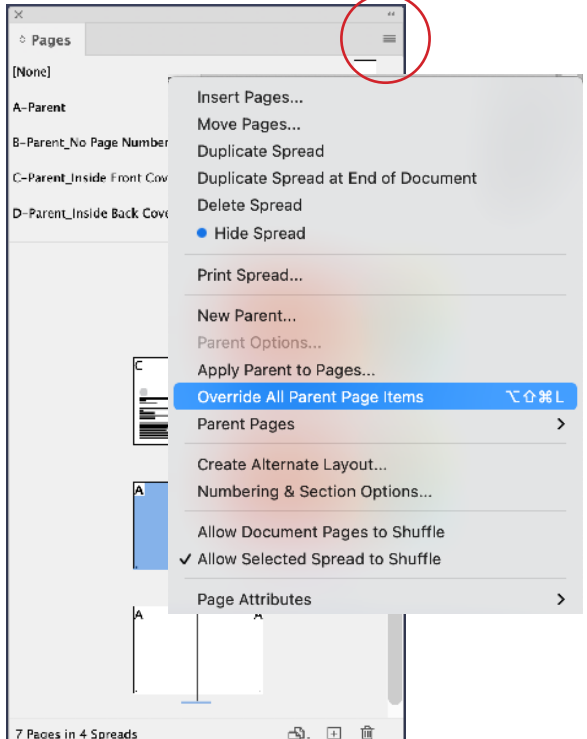 Pages
[None]
A-Parent
B-Parent_No Page Number
C-Parent_Inside Front Cov
D-Parent_Inside Back Cove
Insert Pages...
Move Pages...
Duplicate Spread
Duplicate Spread at End of Document
Delete Spread
Hide Spread
Print Spread...
New Parent...
Parent Options...
Apply Parent to Pages...
Override All Parent Page Items ⌥⇧⌘L
Parent Pages
Create Alternate Layout...
Numbering & Section Options...
Allow Document Pages to Shuffle
✓ Allow Selected Spread to Shuffle
Page Attributes
C
A
A A
7 Pages in 4 Spreads